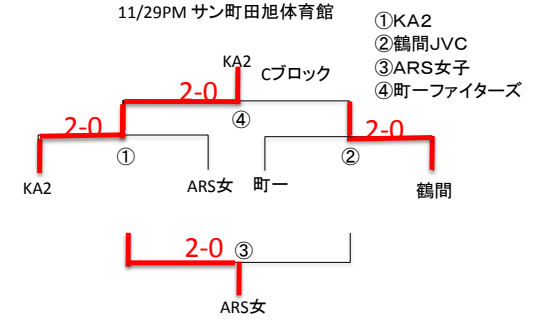 11/29PM サン町田旭体育館
①KA2
②鶴間JVC
③ARS女子
④町一ファイターズ
KA2
Cブロック
2-0
④
2-0
2-0
①
②
KA2
ARS女
町一
鶴間
2-0
③
ARS女